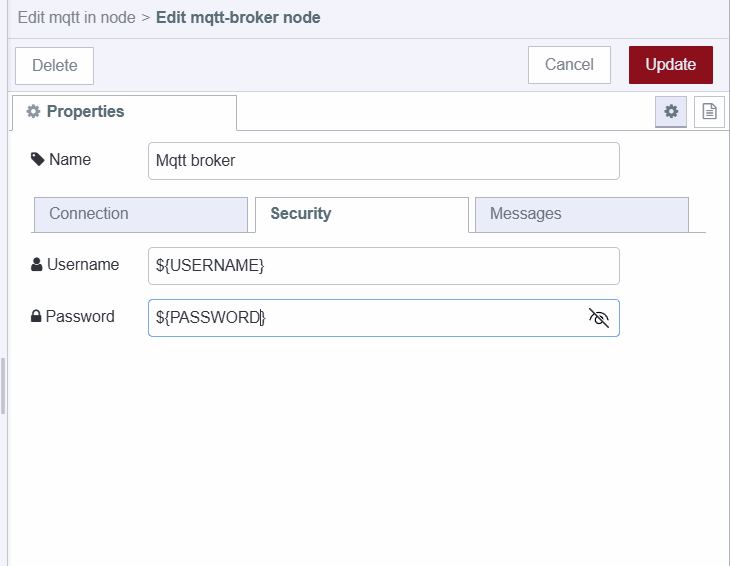 Edit mqtt in node > Edit mqtt-broker node
Delete Cancel Update
Properties
Name Mqtt broker
Connection Security Messages
Username ${USERNAME}
Password ${PASSWORD}